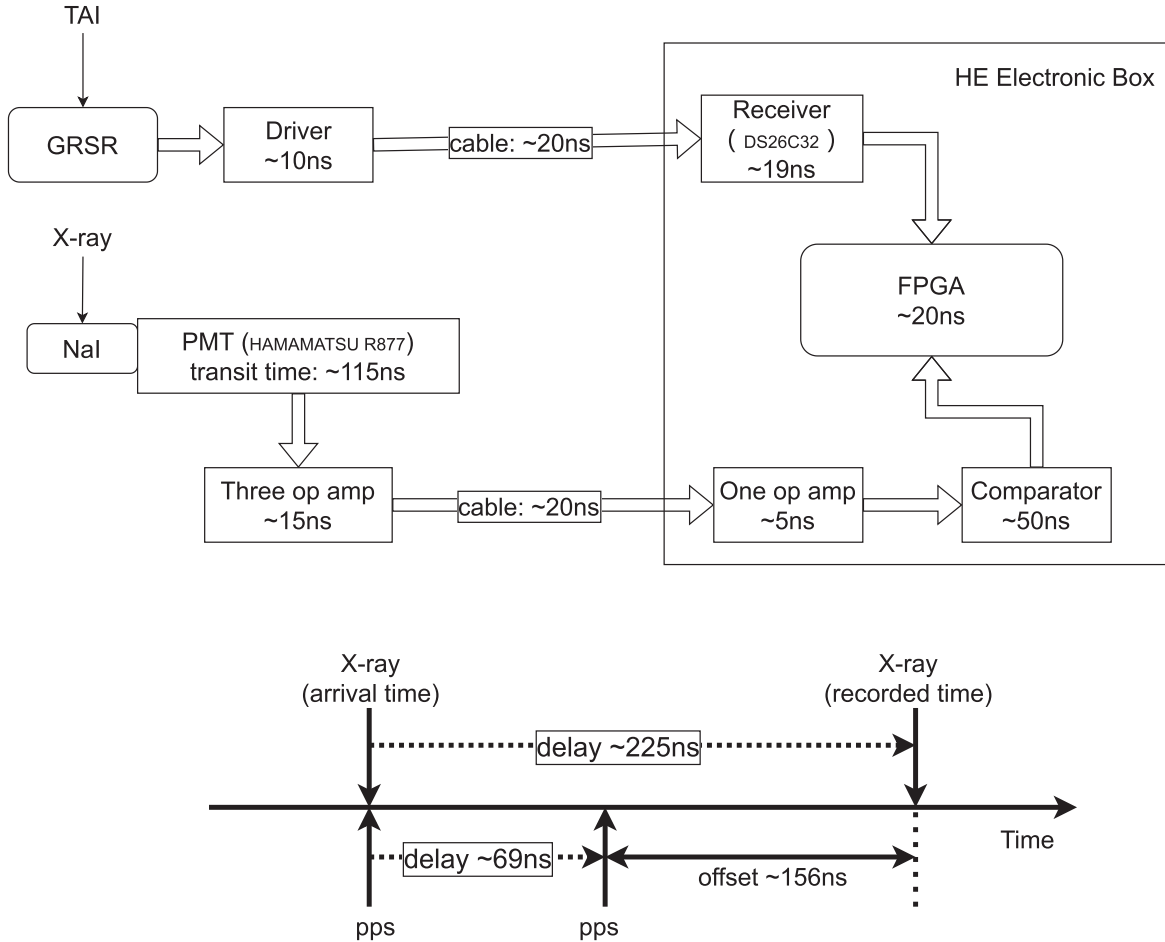 TAI
HE Electronic Box
GRSR
Driver
~10ns
cable: ~20ns
Receiver
( DS26C32 )
~19ns
X-ray
NaI
PMT (HAMAMATSU R877)
transit time: ~115ns
FPGA
~20ns
Three op amp
~15ns
cable: ~20ns
One op amp
~5ns
Comparator
~50ns
X-ray
(arrival time)
X-ray
(recorded time)
delay ~225ns
Time
delay ~69ns
offset ~156ns
pps
pps